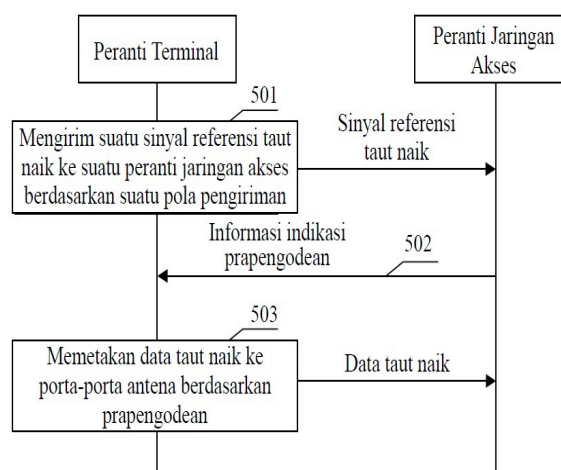 Peranti Terminal
Peranti Jaringan
Akses
501
Mengirim suatu sinyal referensi taut
naik ke suatu peranti jaringan akses
berdasarkan suatu pola pengiriman
Sinyal referensi
taut naik
Informasi indikasi
prapengodean
502
503
Memetakan data taut naik ke
porta-porta antena berdasarkan
prapengodean
Data taut naik